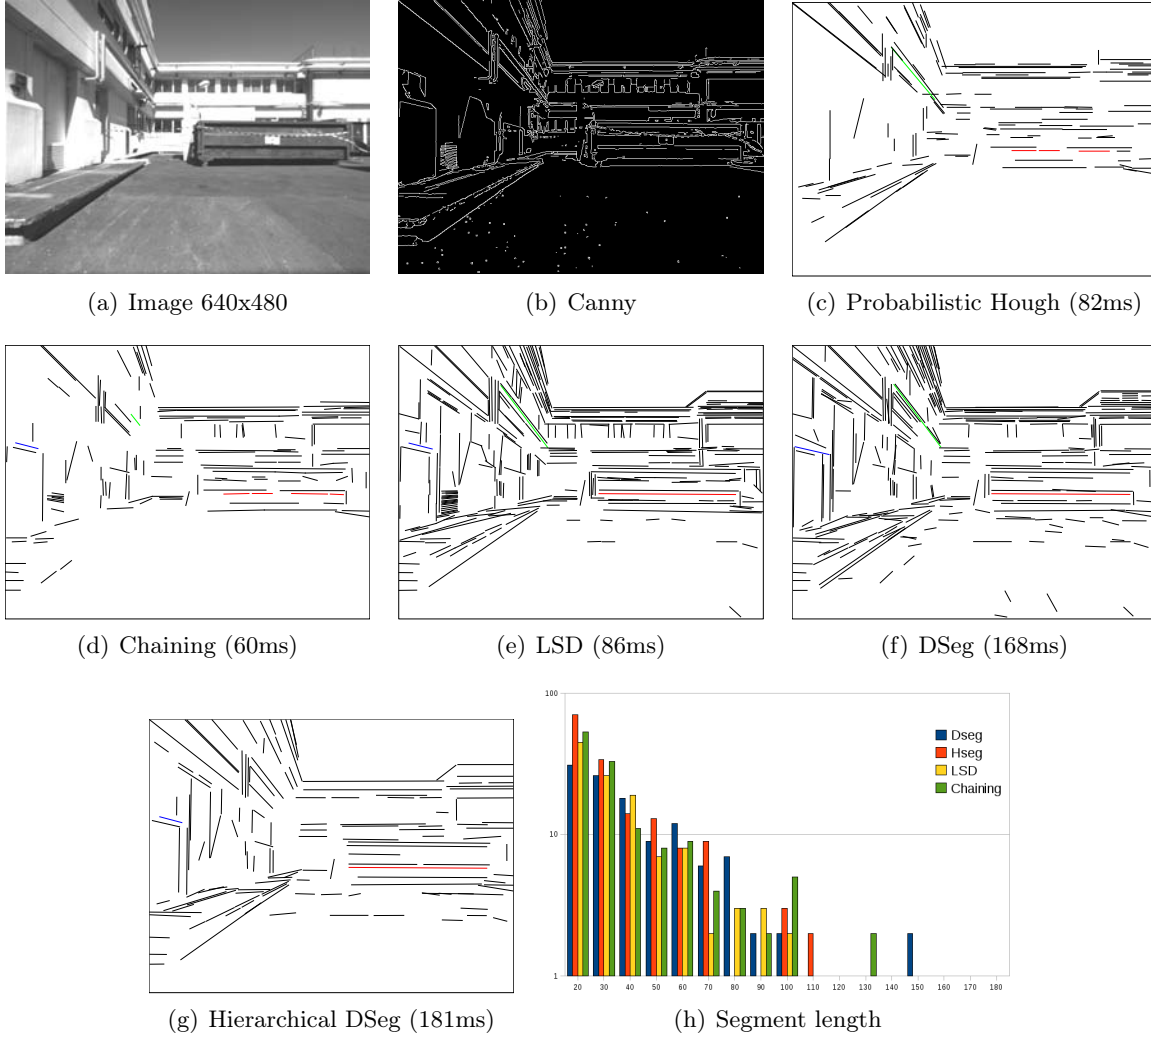 (a) Image 640x480
(b) Canny
(c) Probabilistic Hough (82ms)
(d) Chaining (60ms)
(e) LSD (86ms)
(f) DSeg (168ms)
100
10
1
20 30 40 50 60 70 80 90 100 110 120 130 140 150 160 170 180
Dseg
Hseg
LSD
Chaining
(g) Hierarchical DSeg (181ms)
(h) Segment length